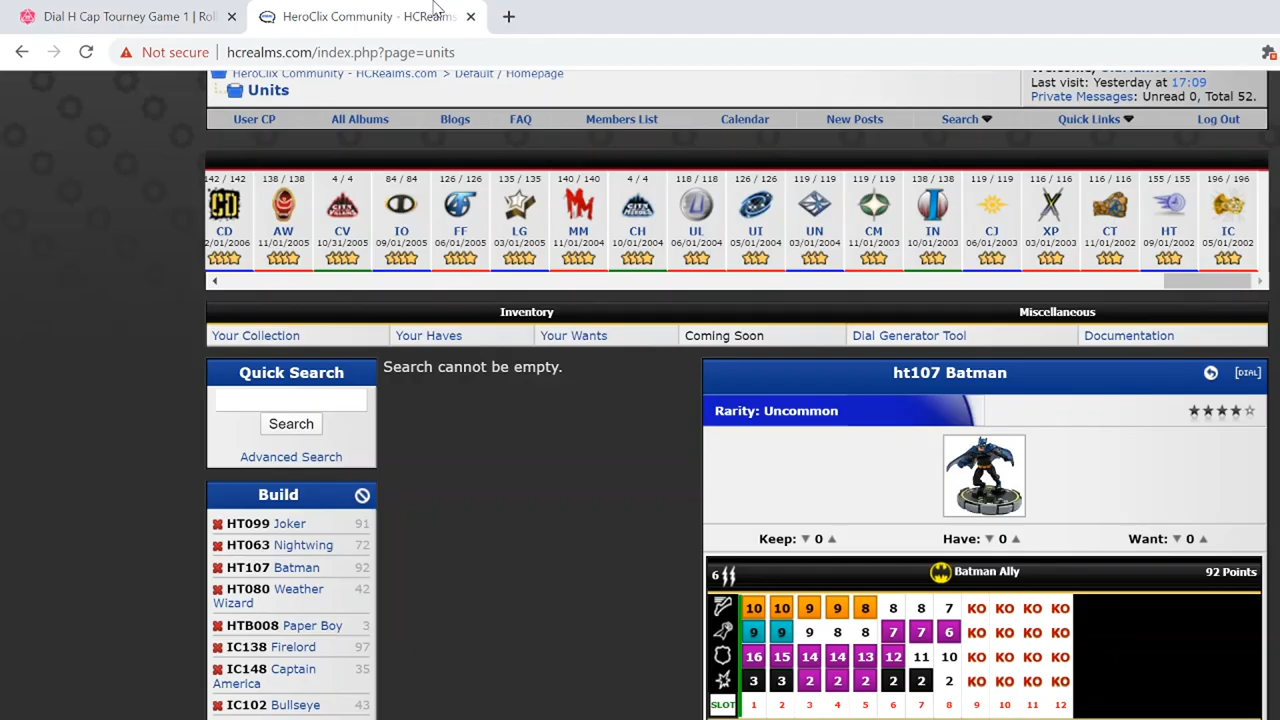 Dial H Cap Tourney Game 1 | Roll
HeroClix Community - HCRealms
Not secure
hcrealms.com/index.php?page=units
HeroClix Community - HCRealms.com > Default / Homepage
Units
Last visit: Yesterday at 17:09
Private Messages: Unread 0, Total 52.
User CP All Albums Blogs FAQ Members List Calendar New Posts Search Quick Links Log Out
142 / 142 138 / 138 4 / 4 84 / 84 126 / 126 135 / 135 140 / 140 4 / 4 118 / 118 126 / 126 119 / 119 119 / 119 138 / 138 119 / 119 116 / 116 116 / 116 155 / 155 196 / 196
CD AW CV IO FF LG MM CH UL UI UN CM IN CJ XP CT HT IC
2/01/2006 11/01/2005 10/31/2005 09/01/2005 06/01/2005 03/01/2005 11/01/2004 10/01/2004 06/01/2004 05/01/2004 03/01/2004 11/01/2003 10/01/2003 06/01/2003 03/01/2003 11/01/2002 09/01/2002 05/01/2002
Inventory Miscellaneous
Your Collection Your Haves Your Wants Coming Soon Dial Generator Tool Documentation
Quick Search
Search
Advanced Search
Search cannot be empty.
Build
HT099 Joker 91
HT063 Nightwing 72
HT107 Batman 92
HT080 Weather 42
Wizard
HTB008 Paper Boy 3
IC138 Firelord 97
IC148 Captain 35
America
IC102 Bullseye 43
ht107 Batman
[DIAL]
Rarity: Uncommon
Keep: 0 Have: 0 Want: 0
6 Batman Ally 92 Points
10 10 9 9 8 8 8 7 KO KO KO KO
9 9 9 8 8 7 7 6 KO KO KO KO
16 15 14 14 13 12 11 10 KO KO KO KO
3 3 2 2 2 2 2 2 KO KO KO KO
SLOT 1 2 3 4 5 6 7 8 9 10 11 12